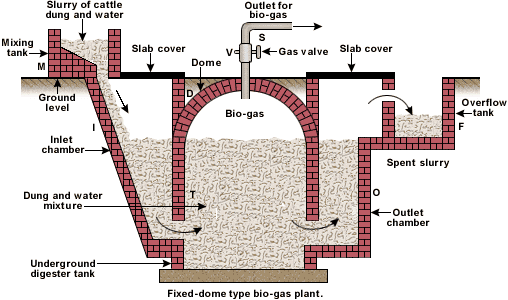 Slurry of cattle
dung and water
Outlet for
bio-gas
Mixing
tank
M
Slab cover
S
V
Gas valve
Slab cover
Dome
D
Ground
level
Bio-gas
Overflow
tank
F
I
Inlet
chamber
Spent slurry
Dung and water
mixture
T
O
Outlet
chamber
Underground
digester tank
Fixed-dome type bio-gas plant.